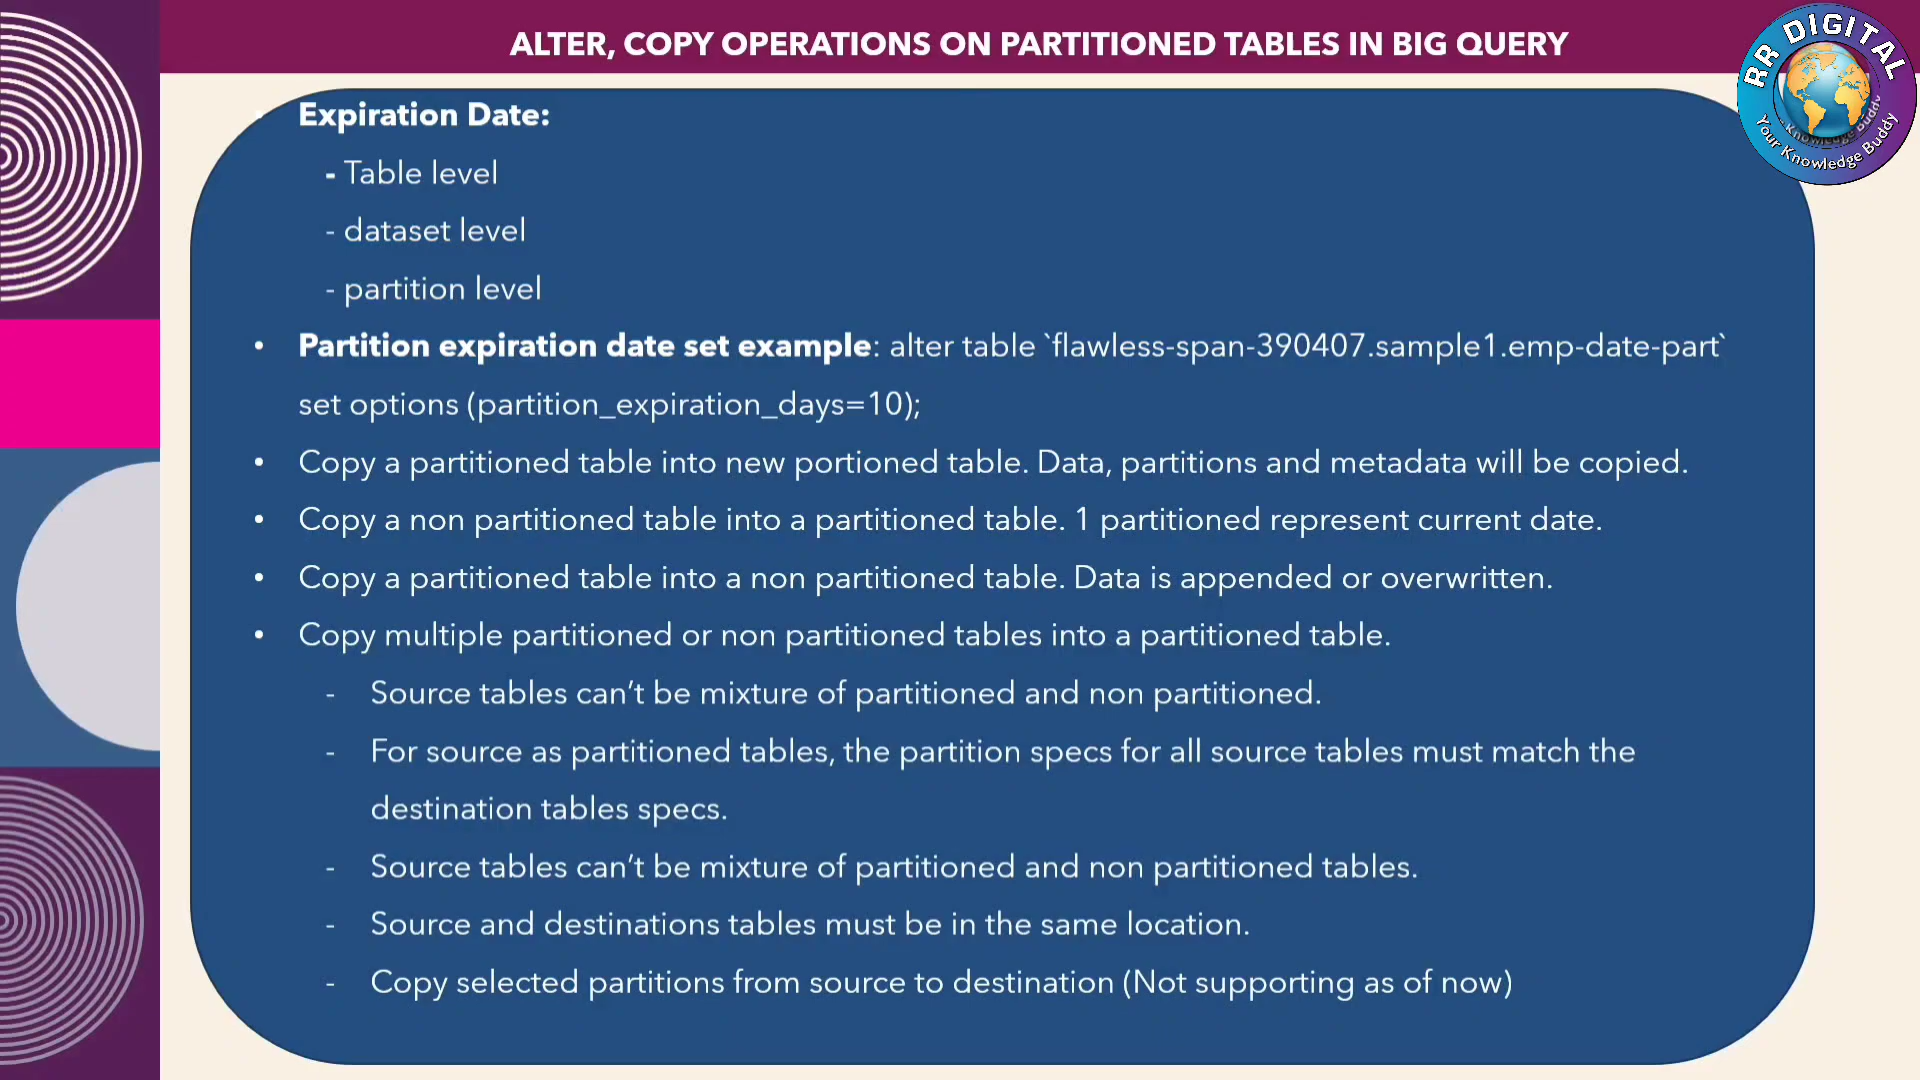 ALTER, COPY OPERATIONS ON PARTITIONED TABLES IN BIG QUERY
RR DIGITAL
Your Knowledge Buddy
• Expiration Date:
- Table level
- dataset level
- partition level
• Partition expiration date set example: alter table `flawless-span-390407.sample1.emp-date-part`
set options (partition_expiration_days=10);
• Copy a partitioned table into new portioned table. Data, partitions and metadata will be copied.
• Copy a non partitioned table into a partitioned table. 1 partitioned represent current date.
• Copy a partitioned table into a non partitioned table. Data is appended or overwritten.
• Copy multiple partitioned or non partitioned tables into a partitioned table.
- Source tables can’t be mixture of partitioned and non partitioned.
- For source as partitioned tables, the partition specs for all source tables must match the
destination tables specs.
- Source tables can’t be mixture of partitioned and non partitioned tables.
- Source and destinations tables must be in the same location.
- Copy selected partitions from source to destination (Not supporting as of now)